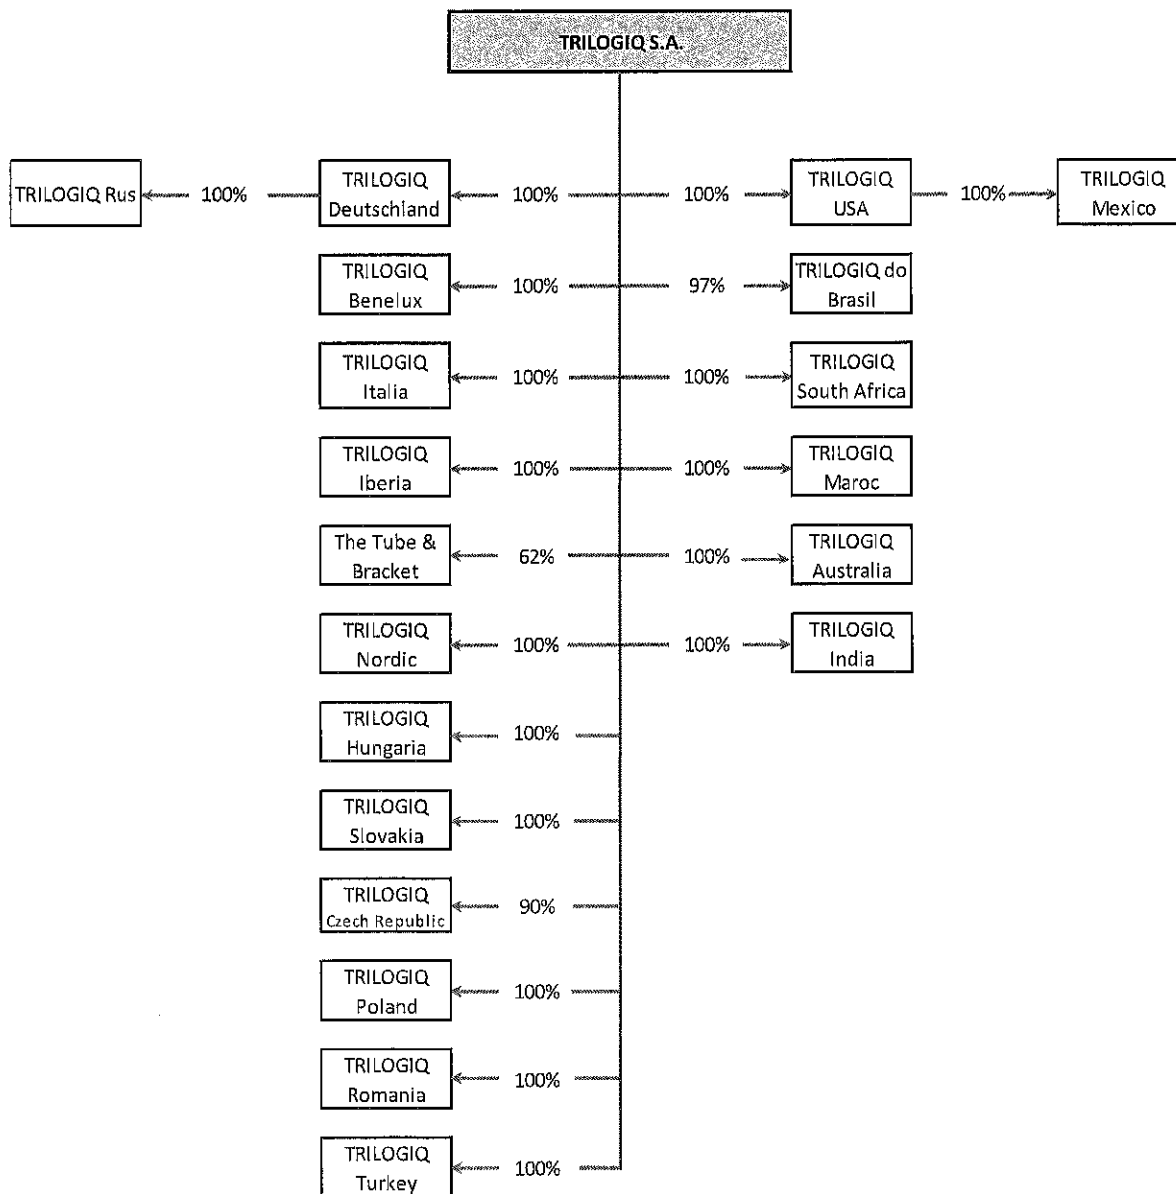 TRILOGIQ S.A.
TRILOGIQ Rus
100%
TRILOGIQ
Deutschland
100%
100%
TRILOGIQ
USA
100%
TRILOGIQ
Mexico
TRILOGIQ
Benelux
100%
97%
TRILOGIQ do
Brasil
TRILOGIQ
Italia
100%
100%
TRILOGIQ
South Africa
TRILOGIQ
Iberia
100%
100%
TRILOGIQ
Maroc
The Tube &
Bracket
62%
100%
TRILOGIQ
Australia
TRILOGIQ
Nordic
100%
100%
TRILOGIQ
India
TRILOGIQ
Hungaria
100%
TRILOGIQ
Slovakia
100%
TRILOGIQ
Czech Republic
90%
TRILOGIQ
Poland
100%
TRILOGIQ
Romania
100%
TRILOGIQ
Turkey
100%